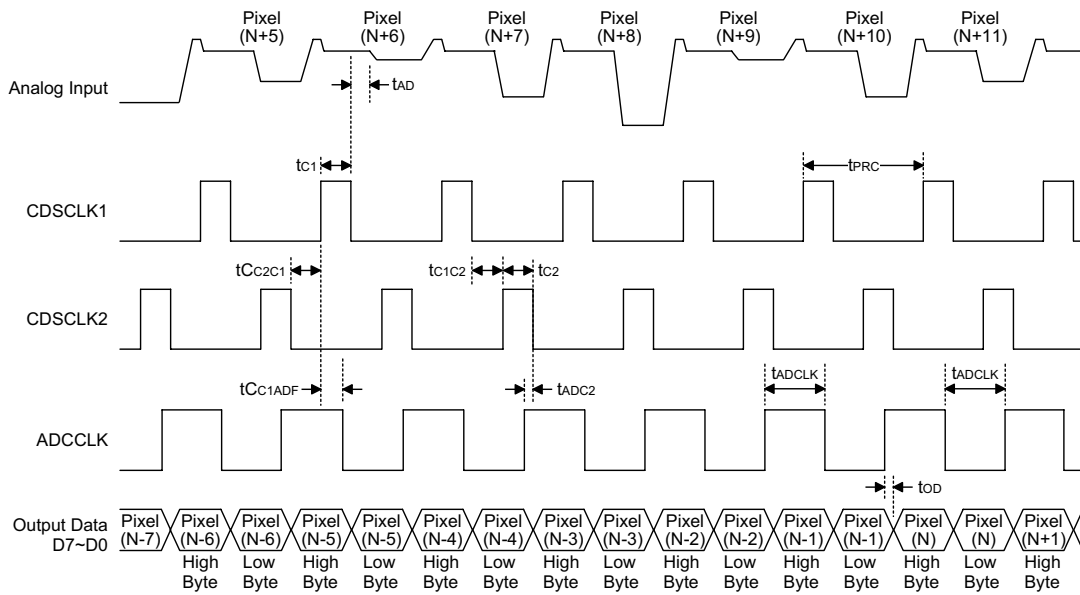 Pixel (N+5) Pixel (N+6) Pixel (N+7) Pixel (N+8) Pixel (N+9) Pixel (N+10) Pixel (N+11)
Analog Input
tAD
tC1
tPRC
CDSCLK1
tCC2C1
tC1C2
tC2
CDSCLK2
tCC1ADF
tADC2
tADCLK
tADCLK
ADCCLK
tOD
Output Data
D7~D0
Pixel Pixel Pixel Pixel Pixel Pixel Pixel Pixel Pixel Pixel Pixel Pixel Pixel Pixel Pixel Pixel
(N-7) (N-6) (N-6) (N-5) (N-5) (N-4) (N-4) (N-3) (N-3) (N-2) (N-2) (N-1) (N-1) (N) (N) (N+1)
High Low High Low High Low High Low High Low High Low High Low High
Byte Byte Byte Byte Byte Byte Byte Byte Byte Byte Byte Byte Byte Byte Byte